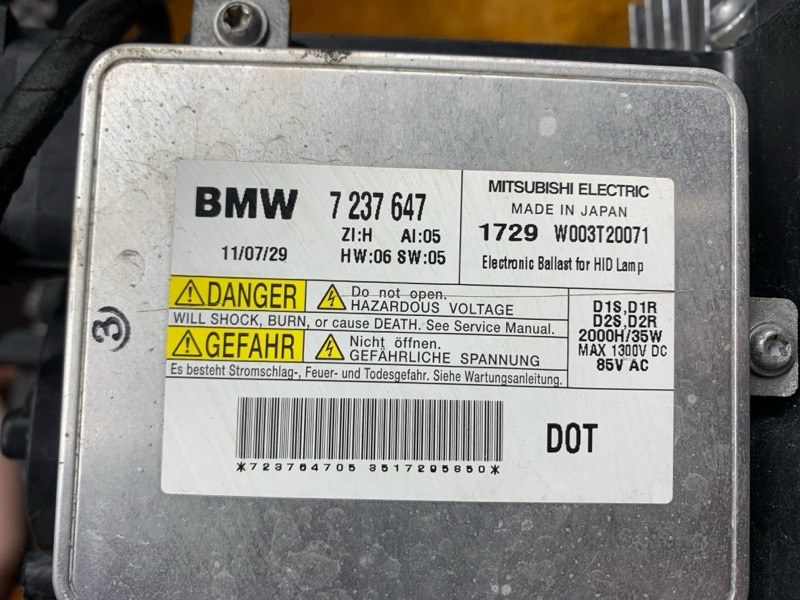 BMW 7 237 647
ZI:H AI:05
11/07/29 HW:06 SW:05
MITSUBISHI ELECTRIC
MADE IN JAPAN
1729 W003T20071
Electronic Ballast for HID Lamp
DANGER
Do not open.
HAZARDOUS VOLTAGE
WILL SHOCK, BURN, or cause DEATH. See Service Manual.
GEFAHR
Nicht öffnen.
GEFÄHRLICHE SPANNUNG
Es besteht Stromschlag-, Feuer- und Todesgefahr. Siehe Wartungsanleitung.
D1S,D1R
D2S,D2R
2000H/35W
MAX 1300V DC
85V AC
3)
*723764705 3517295850*
DOT